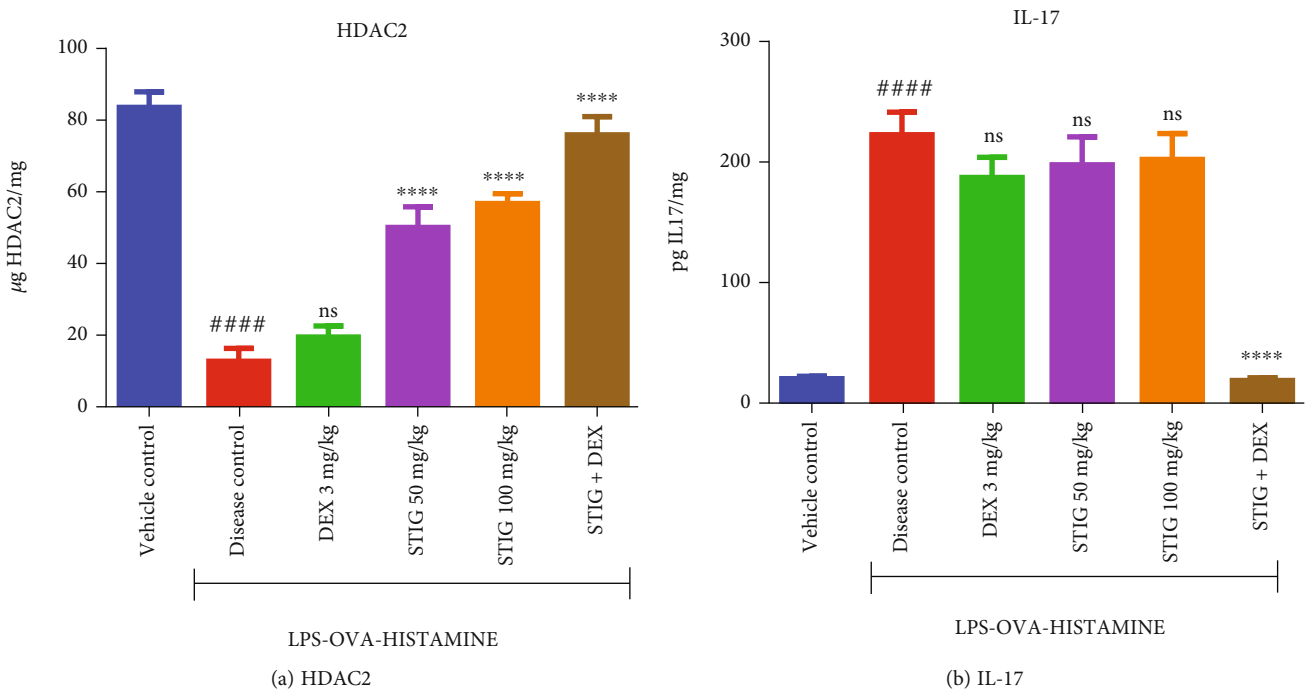 HDAC2
100
80
60
40
20
0
µg HDAC2/mg
####
ns
****
****
****
Vehicle control
Disease control
DEX 3 mg/kg
STIG 50 mg/kg
STIG 100 mg/kg
STIG + DEX
LPS-OVA-HISTAMINE
(a) HDAC2
IL-17
300
200
100
0
pg IL17/mg
####
ns
ns
ns
****
Vehicle control
Disease control
DEX 3 mg/kg
STIG 50 mg/kg
STIG 100 mg/kg
STIG + DEX
LPS-OVA-HISTAMINE
(b) IL-17